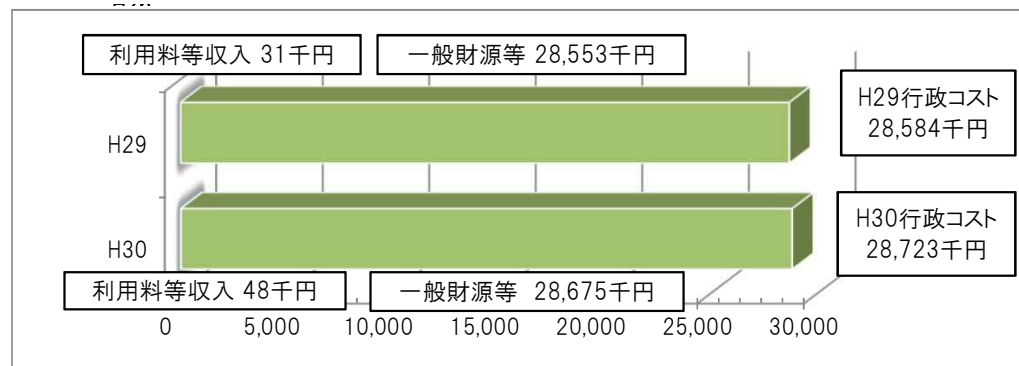 利用料等収入 31千円
一般財源等 28,553千円
H29行政コスト
28,584千円
H29
H30行政コスト
28,723千円
H30
利用料等収入 48千円
一般財源等 28,675千円
0
5,000
10,000
15,000
20,000
25,000
30,000